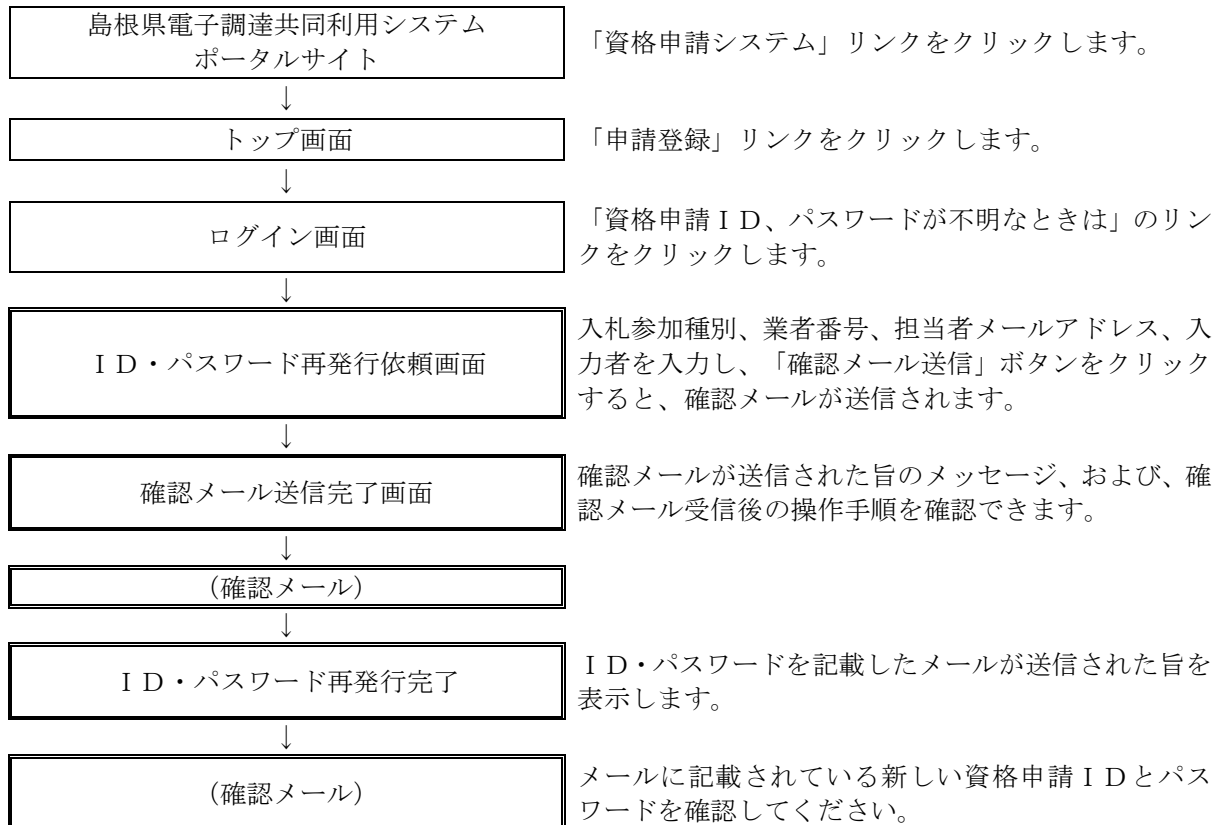 島根県電子調達共同利用システム
ポータルサイト
「資格申請システム」リンクをクリックします。
↓
トップ画面
「申請登録」リンクをクリックします。
↓
ログイン画面
「資格申請ＩＤ、パスワードが不明なときは」のリン
クをクリックします。
↓
ＩＤ・パスワード再発行依頼画面
入札参加種別、業者番号、担当者メールアドレス、入
力者を入力し、「確認メール送信」ボタンをクリック
すると、確認メールが送信されます。
↓
確認メール送信完了画面
確認メールが送信された旨のメッセージ、および、確
認メール受信後の操作手順を確認できます。
↓
（確認メール）
↓
ＩＤ・パスワード再発行完了
ＩＤ・パスワードを記載したメールが送信された旨を
表示します。
↓
（確認メール）
メールに記載されている新しい資格申請ＩＤとパス
ワードを確認してください。